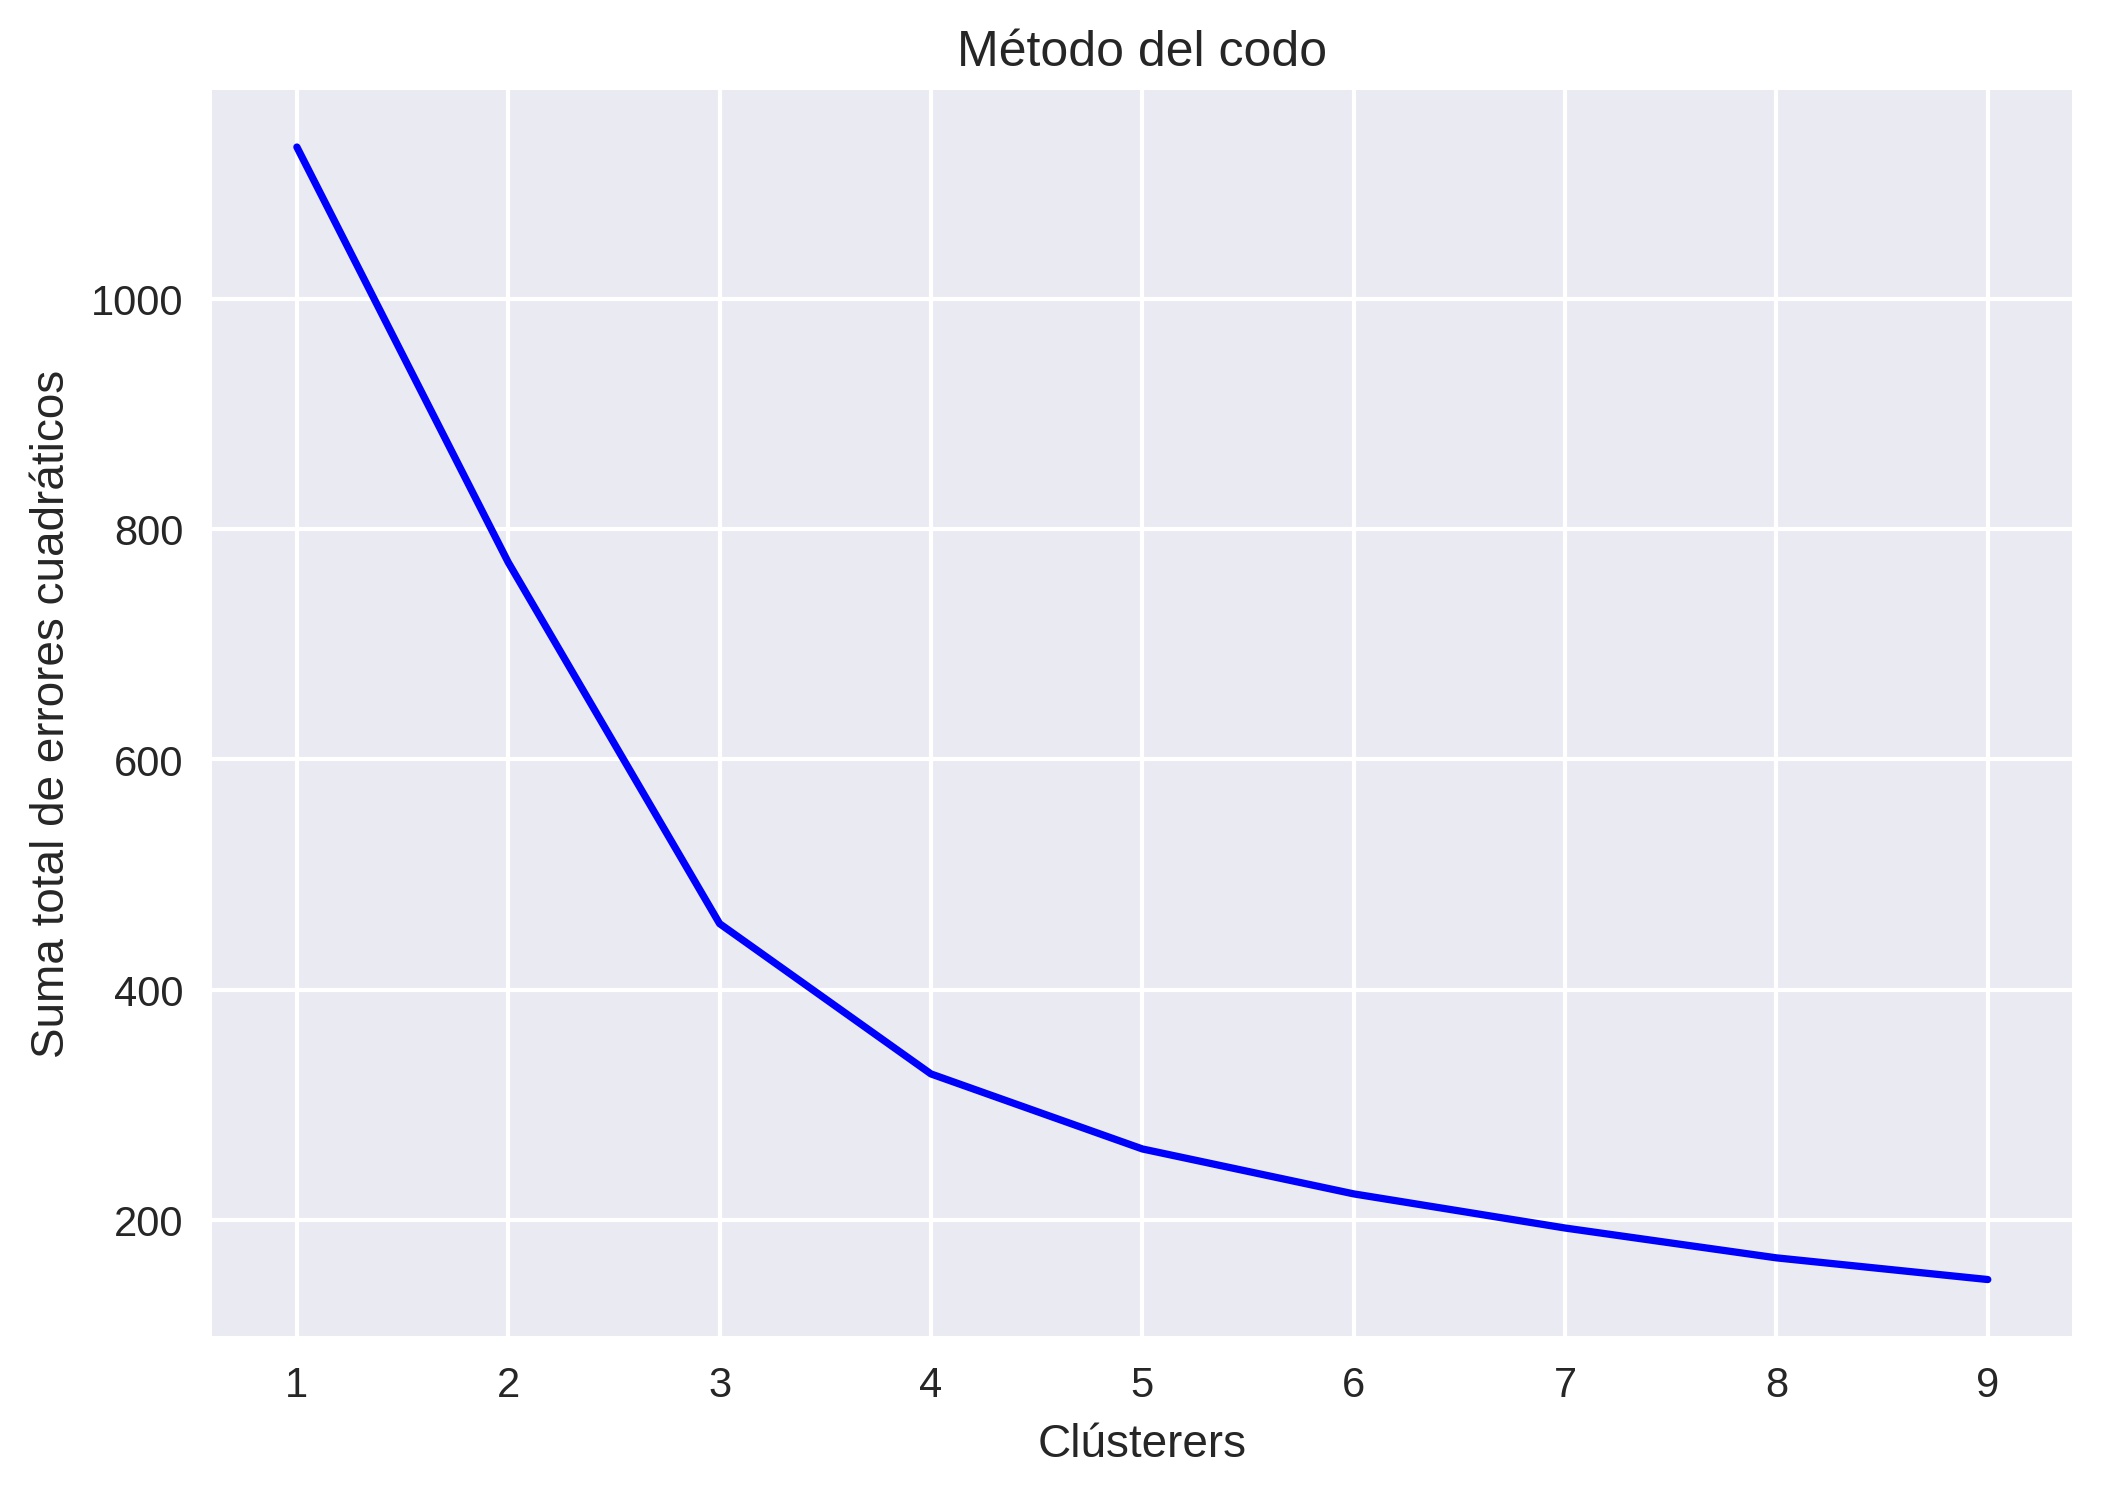 Método del codo
Suma total de errores cuadráticos
1000
800
600
400
200
1 2 3 4 5 6 7 8 9
Clústerers